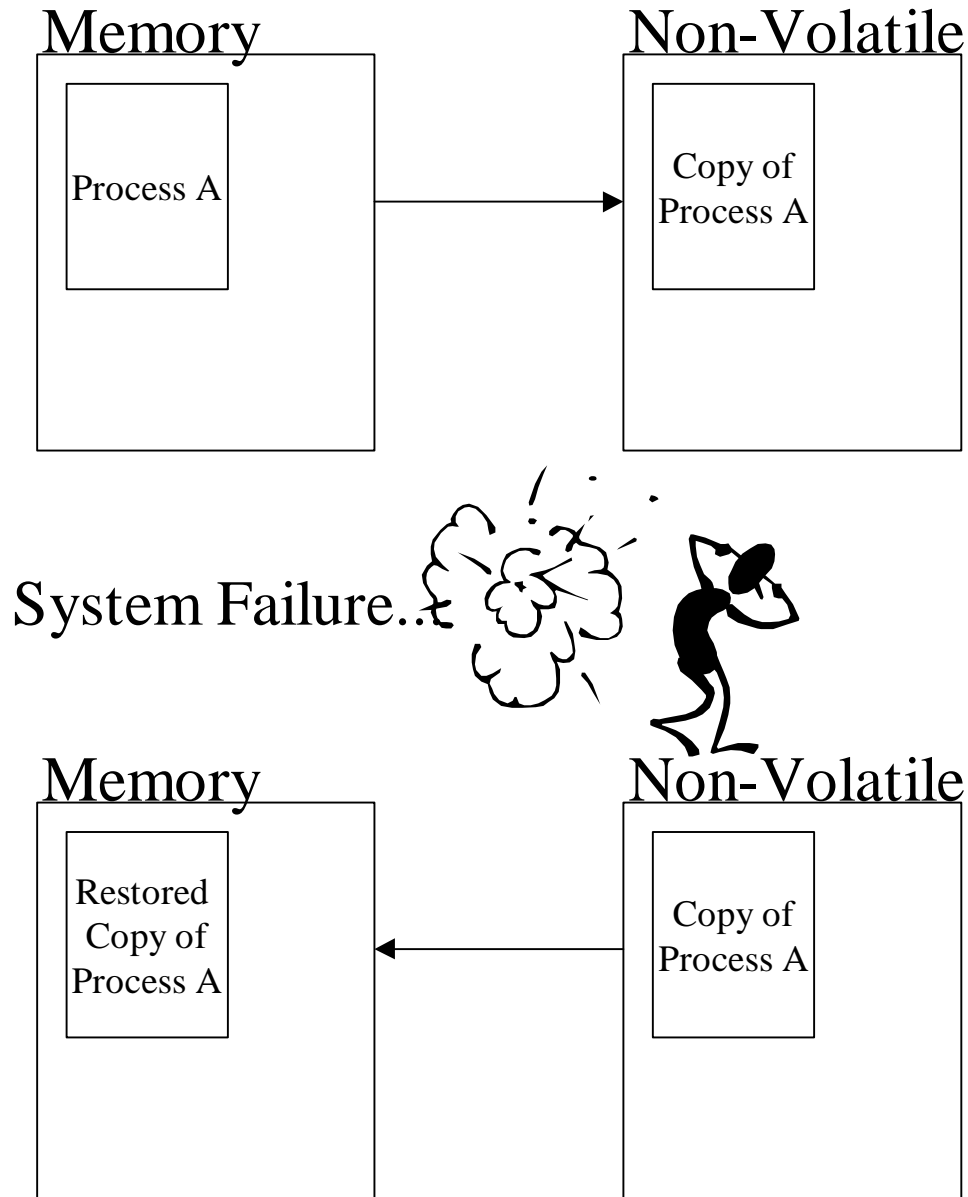 Memory
Non-Volatile
Process A
Copy of
Process A
System Failure...
Memory
Non-Volatile
Restored
Copy of
Process A
Copy of
Process A